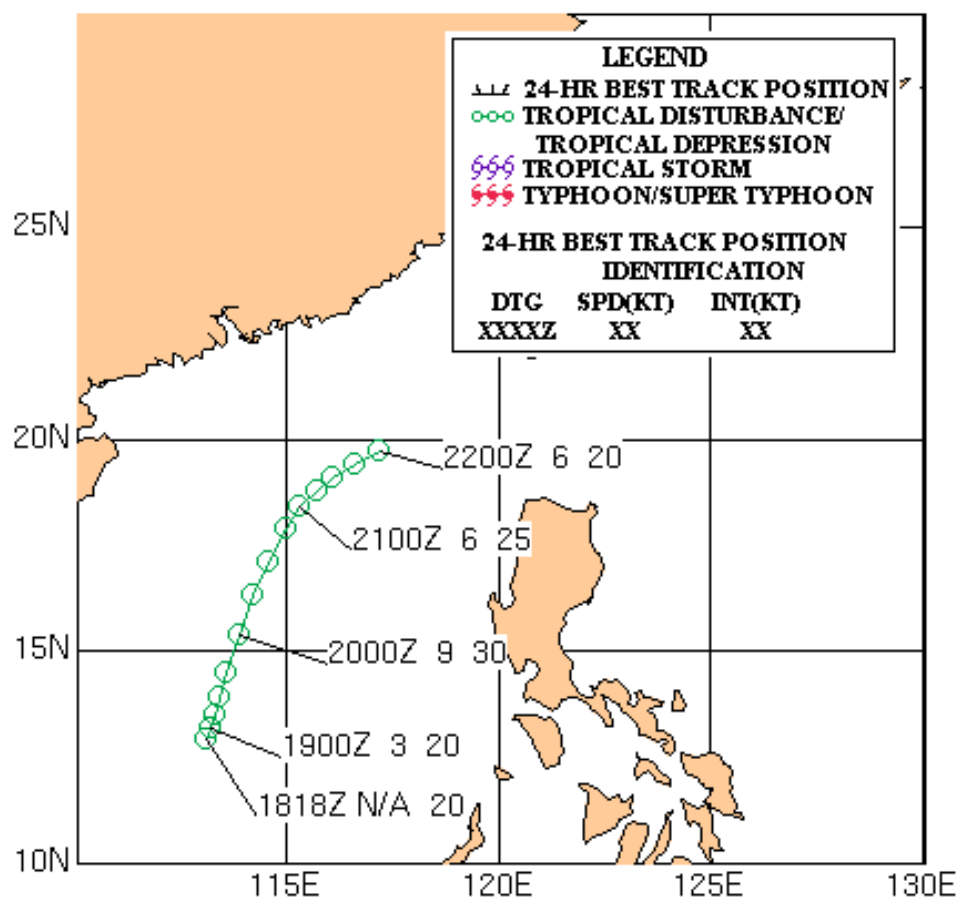 LEGEND
24-HR BEST TRACK POSITION
TROPICAL DISTURBANCE/
TROPICAL DEPRESSION
TROPICAL STORM
TYPHOON/SUPER TYPHOON
24-HR BEST TRACK POSITION
IDENTIFICATION
DTG SPD(KT) INT(KT)
XXXXZ XX XX
25N
20N
2200Z 6 20
2100Z 6 25
15N
2000Z 9 30
1900Z 3 20
1818Z N/A 20
10N
115E 120E 125E 130E